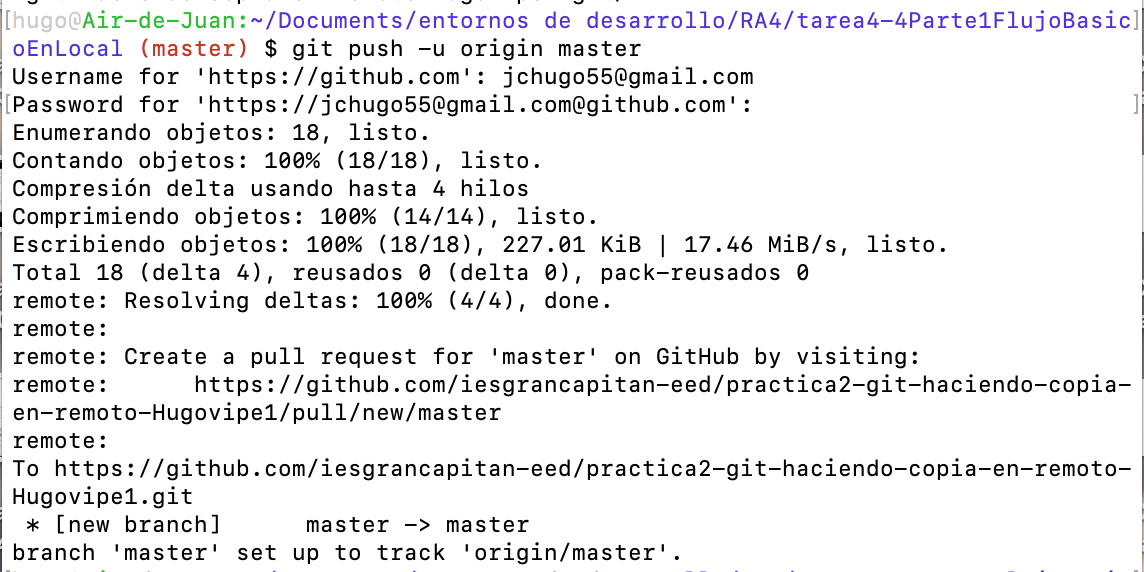 [hugo@Air-de-Juan:~/Documents/entornos de desarrollo/RA4/tarea4-4Parte1FlujoBasic]
oEnLocal (master) $ git push -u origin master
Username for 'https://github.com': jchugo55@gmail.com
[Password for 'https://jchugo55@gmail.com@github.com': ]
Enumerando objetos: 18, listo.
Contando objetos: 100% (18/18), listo.
Compresión delta usando hasta 4 hilos
Comprimiendo objetos: 100% (14/14), listo.
Escribiendo objetos: 100% (18/18), 227.01 KiB | 17.46 MiB/s, listo.
Total 18 (delta 4), reusados 0 (delta 0), pack-reusados 0
remote: Resolving deltas: 100% (4/4), done.
remote:
remote: Create a pull request for 'master' on GitHub by visiting:
remote:      https://github.com/iesgrancapitan-eed/practica2-git-haciendo-copia-
en-remoto-Hugovipe1/pull/new/master
remote:
To https://github.com/iesgrancapitan-eed/practica2-git-haciendo-copia-en-remoto-
Hugovipe1.git
 * [new branch]      master -> master
branch 'master' set up to track 'origin/master'.